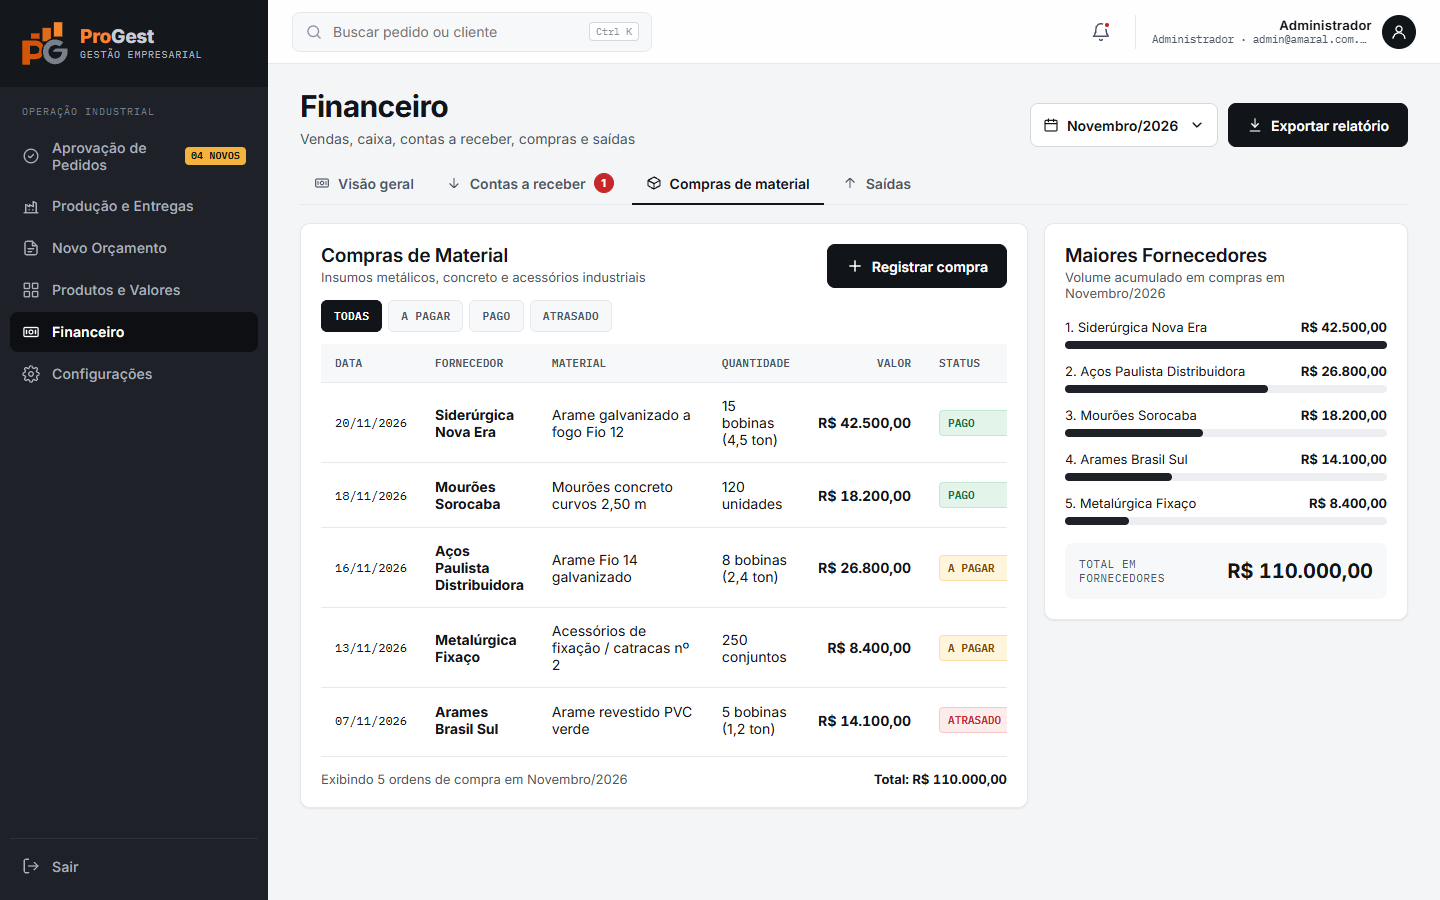 ProGest
GESTÃO EMPRESARIAL
OPERAÇÃO INDUSTRIAL
Aprovação de
Pedidos
04 NOVOS
Produção e Entregas
Novo Orçamento
Produtos e Valores
Financeiro
Configurações
Sair
Buscar pedido ou cliente
Ctrl K
Administrador
Administrador · admin@amaral.com.…
Financeiro
Vendas, caixa, contas a receber, compras e saídas
Novembro/2026
Exportar relatório
Visão geral
Contas a receber 1
Compras de material
Saídas
Compras de Material
Insumos metálicos, concreto e acessórios industriais
Registrar compra
TODAS
A PAGAR
PAGO
ATRASADO
DATA FORNECEDOR MATERIAL QUANTIDADE VALOR STATUS
20/11/2026
Siderúrgica
Nova Era
Arame galvanizado a
fogo Fio 12
15
bobinas
(4,5 ton)
R$ 42.500,00
PAGO
18/11/2026
Mourões
Sorocaba
Mourões concreto
curvos 2,50 m
120
unidades
R$ 18.200,00
PAGO
16/11/2026
Aços
Paulista
Distribuidora
Arame Fio 14
galvanizado
8 bobinas
(2,4 ton)
R$ 26.800,00
A PAGAR
13/11/2026
Metalúrgica
Fixaço
Acessórios de
fixação / catracas nº
2
250
conjuntos
R$ 8.400,00
A PAGAR
07/11/2026
Arames
Brasil Sul
Arame revestido PVC
verde
5 bobinas
(1,2 ton)
R$ 14.100,00
ATRASADO
Exibindo 5 ordens de compra em Novembro/2026
Total: R$ 110.000,00
Maiores Fornecedores
Volume acumulado em compras em
Novembro/2026
1. Siderúrgica Nova Era R$ 42.500,00
2. Aços Paulista Distribuidora R$ 26.800,00
3. Mourões Sorocaba R$ 18.200,00
4. Arames Brasil Sul R$ 14.100,00
5. Metalúrgica Fixaço R$ 8.400,00
TOTAL EM
FORNECEDORES
R$ 110.000,00